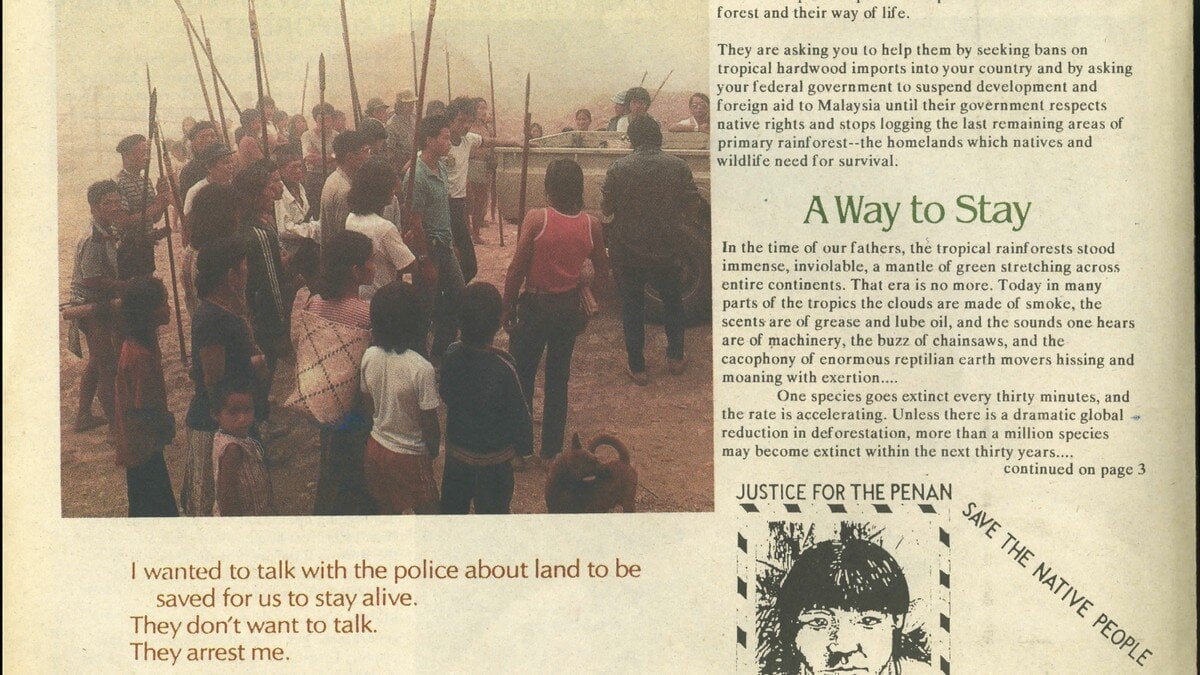 forest and their way of life.
They are asking you to help them by seeking bans on
tropical hardwood imports into your country and by asking
your federal government to suspend development and
foreign aid to Malaysia until their government respects
native rights and stops logging the last remaining areas of
primary rainforest--the homelands which natives and
wildlife need for survival.
A Way to Stay
In the time of our fathers, the tropical rainforests stood
immense, inviolable, a mantle of green stretching across
entire continents. That era is no more. Today in many
parts of the tropics the clouds are made of smoke, the
scents are of grease and lube oil, and the sounds one hears
are of machinery, the buzz of chainsaws, and the
cacophony of enormous reptilian earth movers hissing and
moaning with exertion....
One species goes extinct every thirty minutes, and
the rate is accelerating. Unless there is a dramatic global
reduction in deforestation, more than a million species
may become extinct within the next thirty years....
continued on page 3
JUSTICE FOR THE PENAN
SAVE THE NATIVE PEOPLE
I wanted to talk with the police about land to be
saved for us to stay alive.
They don't want to talk.
They arrest me.